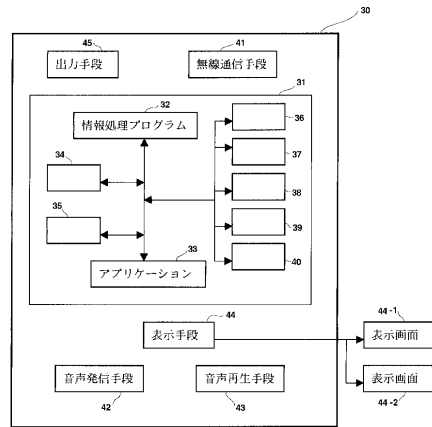 30
45
41
出力手段
無線通信手段
31
32
情報処理プログラム
36
34
37
35
38
39
33
40
アプリケーション
44
44-1
表示手段
表示画面
44-2
表示画面
音声発信手段
音声再生手段
42
43